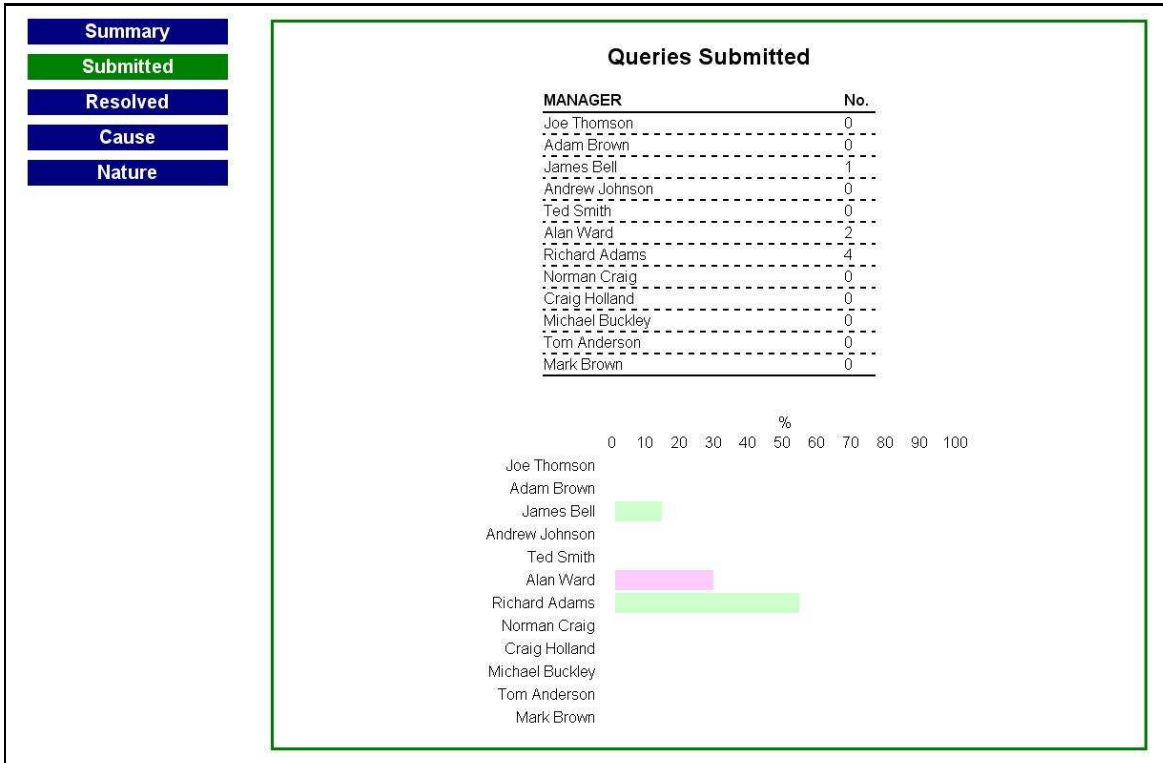 Summary
Submitted
Resolved
Cause
Nature
Queries Submitted
MANAGER No.
Joe Thomson 0
Adam Brown 0
James Bell 1
Andrew Johnson 0
Ted Smith 0
Alan Ward 2
Richard Adams 4
Norman Craig 0
Craig Holland 0
Michael Buckley 0
Tom Anderson 0
Mark Brown 0
%
0 10 20 30 40 50 60 70 80 90 100
Joe Thomson
Adam Brown
James Bell
Andrew Johnson
Ted Smith
Alan Ward
Richard Adams
Norman Craig
Craig Holland
Michael Buckley
Tom Anderson
Mark Brown